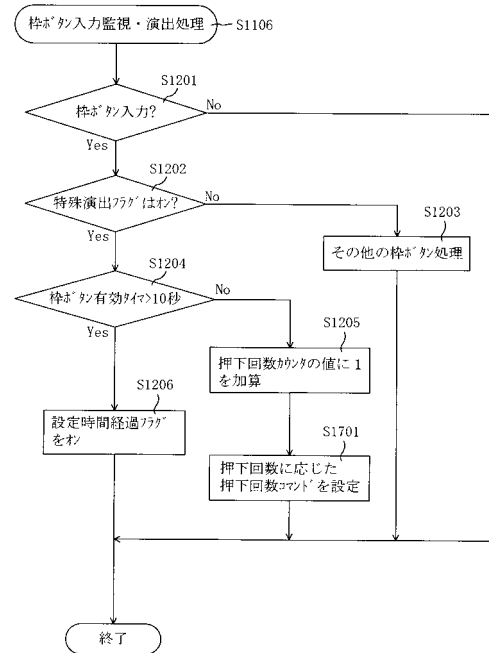 枠ボタン入力監視・演出処理
S1106
S1201
枠ボタン入力?
No
Yes
S1202
特殊演出フラグはオン?
No
Yes
S1203
その他の枠ボタン処理
S1204
枠ボタン有効タイマ>10秒
No
Yes
S1205
押下回数カウンタの値に1
を加算
S1206
設定時間経過フラグ
をオン
S1701
押下回数に応じた
押下回数コマンドを設定
終了